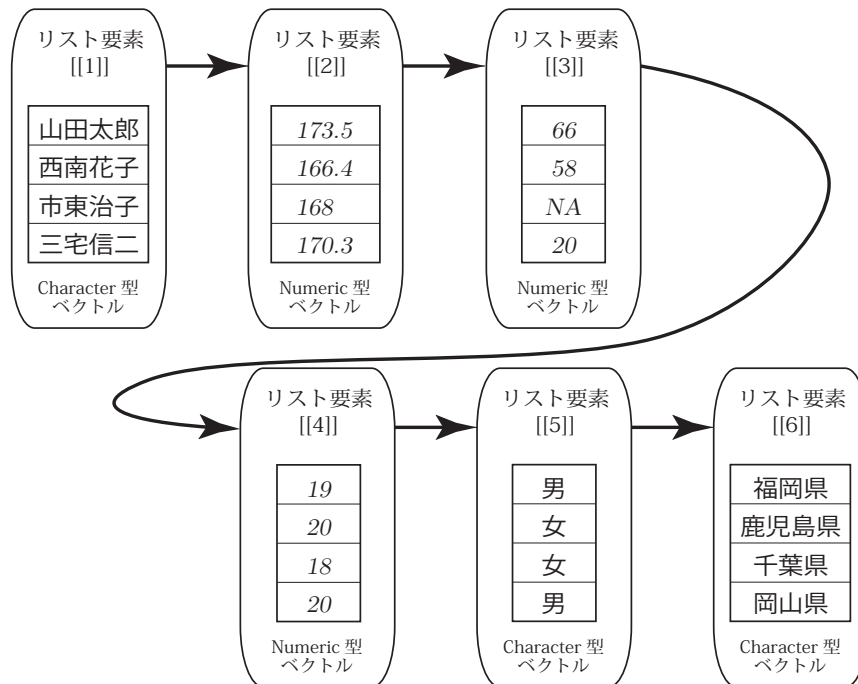 リスト要素
[[1]]
山田太郎
西南花子
市東治子
三宅信二
Character 型
ベクトル
リスト要素
[[2]]
173.5
166.4
168
170.3
Numeric 型
ベクトル
リスト要素
[[3]]
66
58
NA
20
Numeric 型
ベクトル
リスト要素
[[4]]
19
20
18
20
Numeric 型
ベクトル
リスト要素
[[5]]
男
女
女
男
Character 型
ベクトル
リスト要素
[[6]]
福岡県
鹿児島県
千葉県
岡山県
Character 型
ベクトル